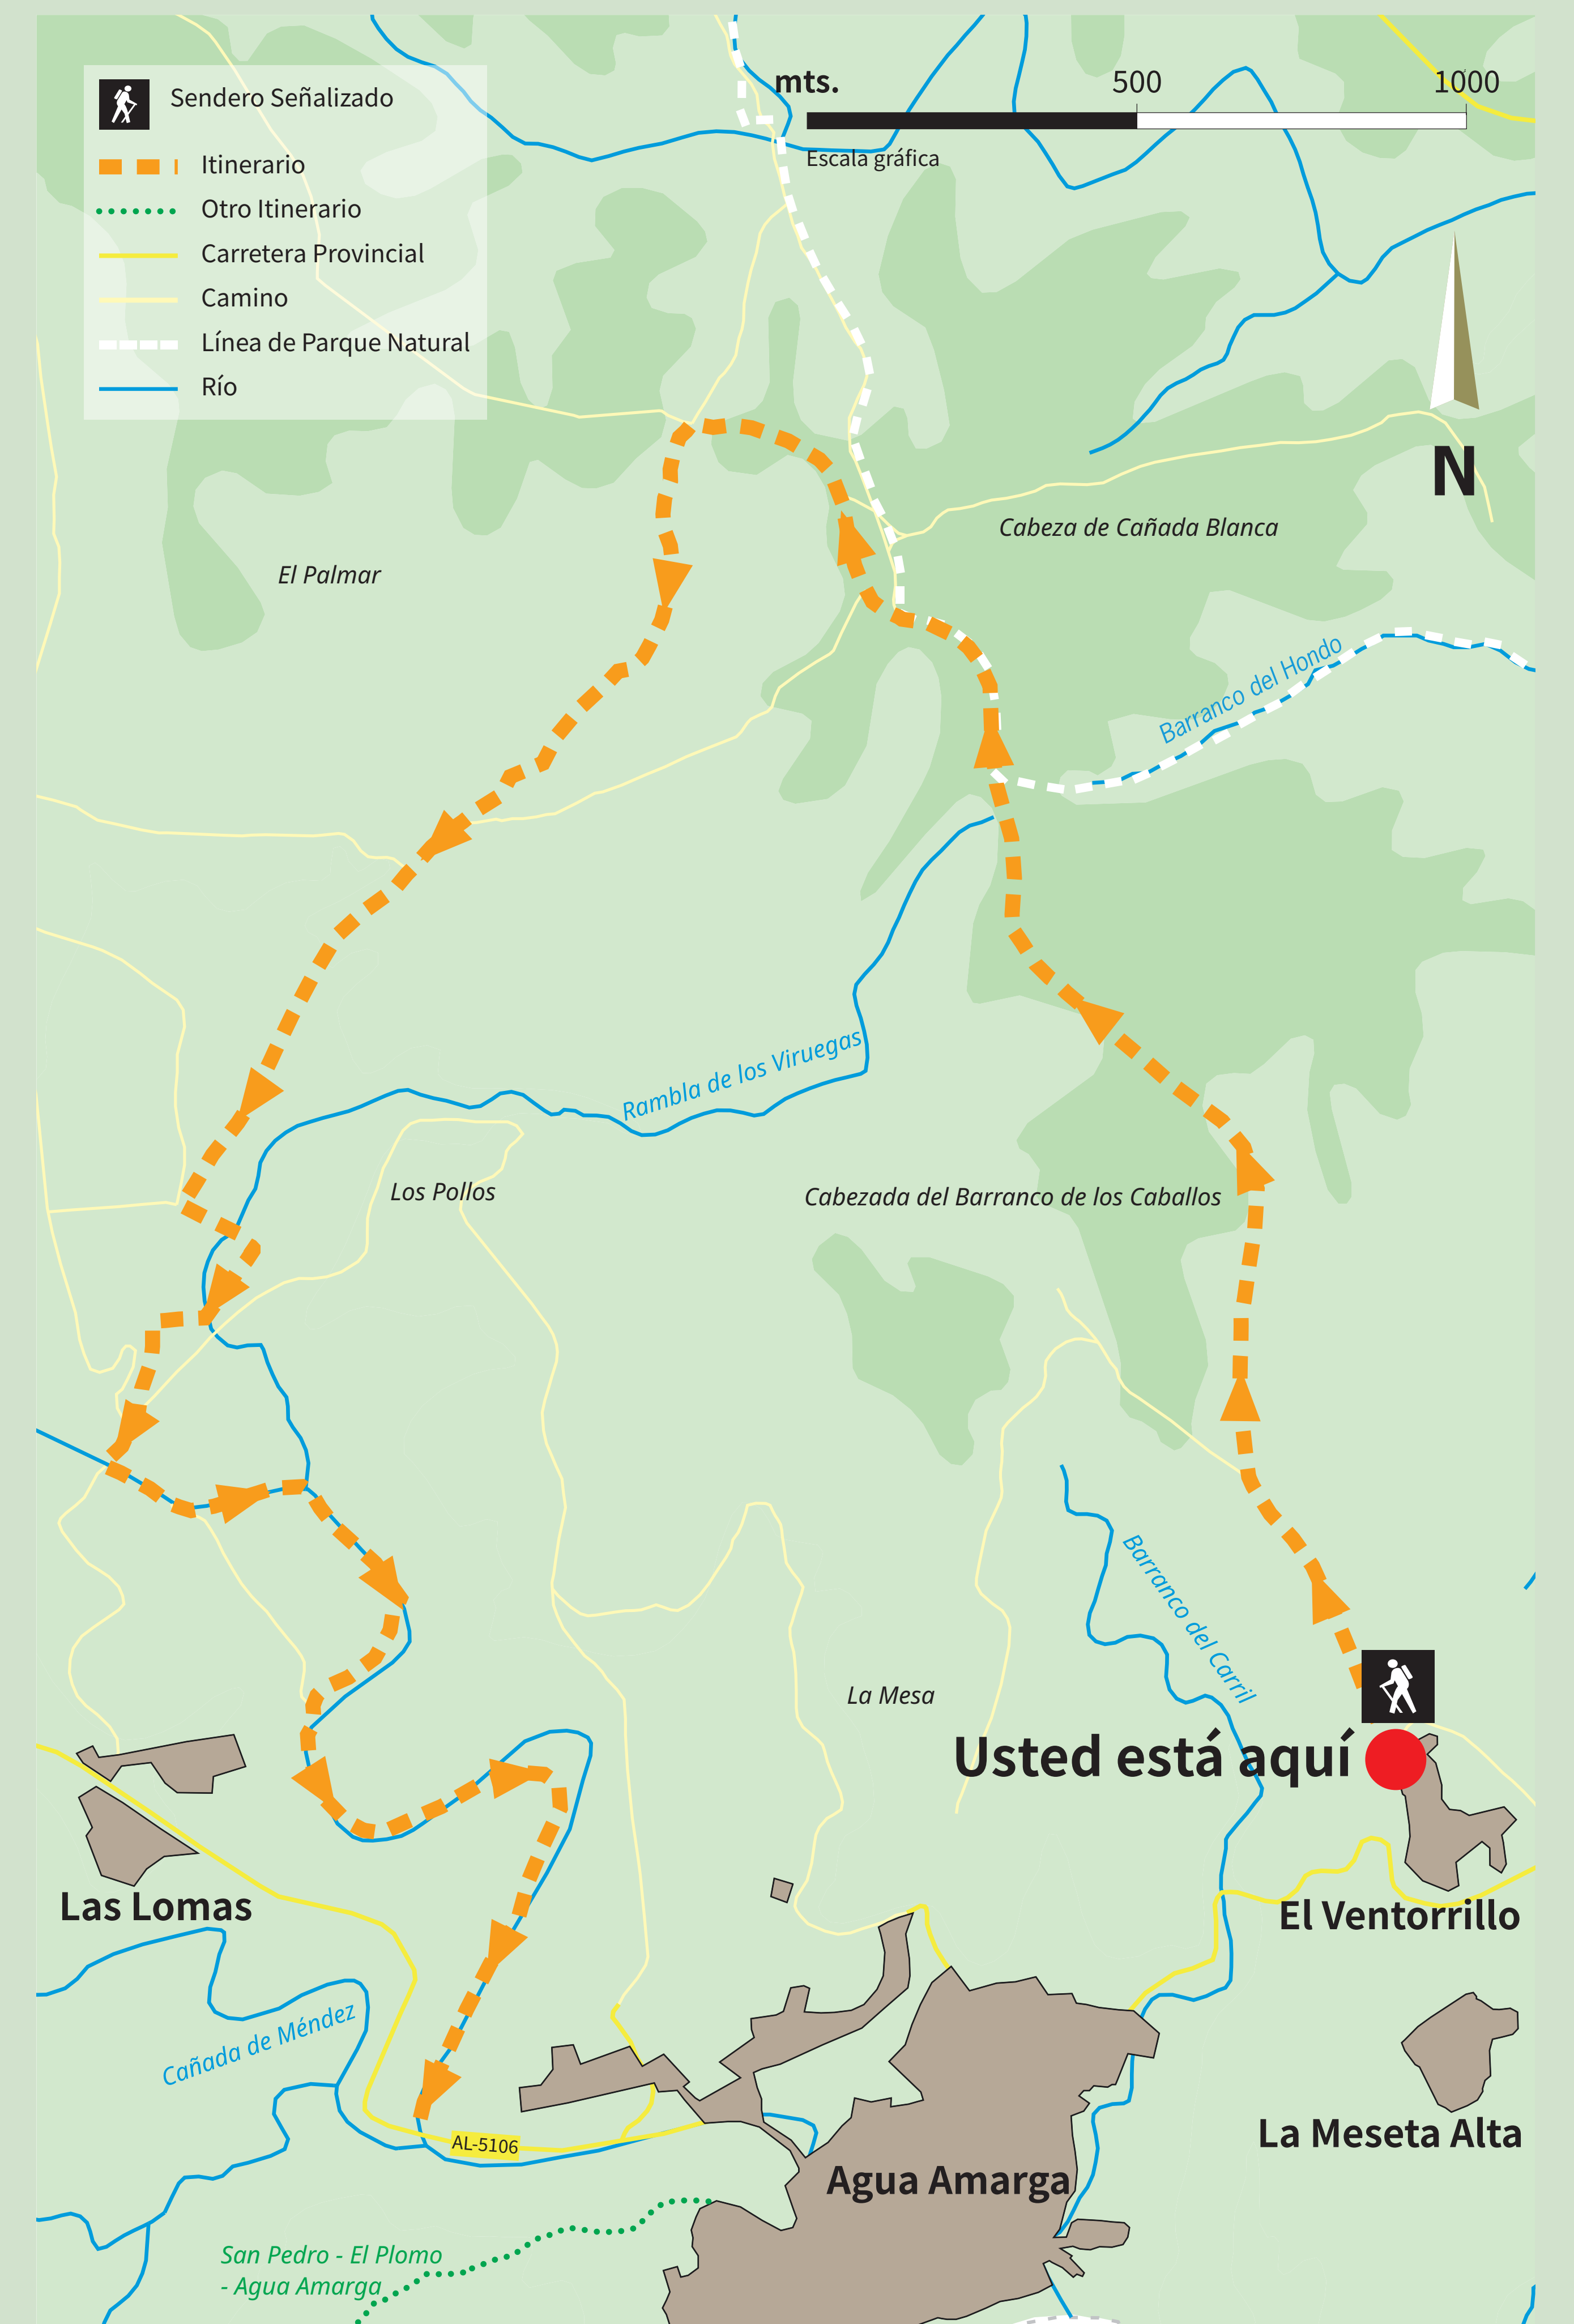 mts.
500
1000
Escala gráfica
Sendero Señalizado
Itinerario
Otro Itinerario
Carretera Provincial
Camino
Línea de Parque Natural
Río
N
Cabeza de Cañada Blanca
El Palmar
Barranco del Hondo
Rambla de los Viruegas
Los Pollos
Cabezada del Barranco de los Caballos
Barranco del Carril
La Mesa
Usted está aquí
Las Lomas
El Ventorrillo
Cañada de Méndez
AL-5106
La Meseta Alta
Agua Amarga
San Pedro - El Plomo
- Agua Amarga